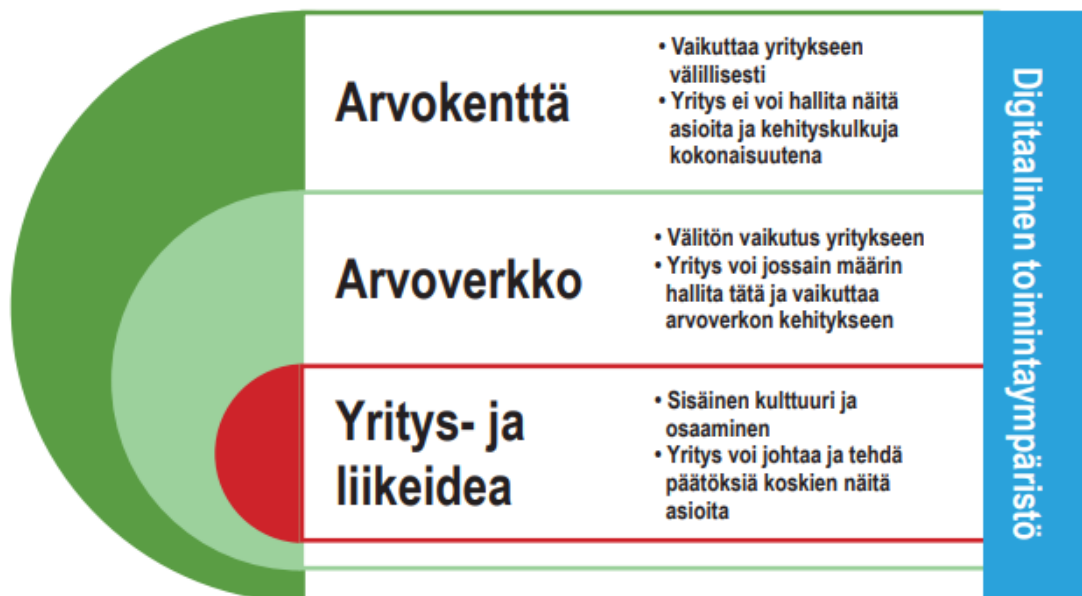 Arvokenttä
• Vaikuttaa yritykseen
välillisesti
• Yritys ei voi hallita näitä
asioita ja kehityskulkuja
kokonaisuutena
Arvoverkko
• Välitön vaikutus yritykseen
• Yritys voi jossain määrin
hallita tätä ja vaikuttaa
arvoverkon kehitykseen
Yritys- ja
liikeidea
• Sisäinen kulttuuri ja
osaaminen
• Yritys voi johtaa ja tehdä
päätöksiä koskien näitä
asioita
Digitaalinen toimintaympäristö